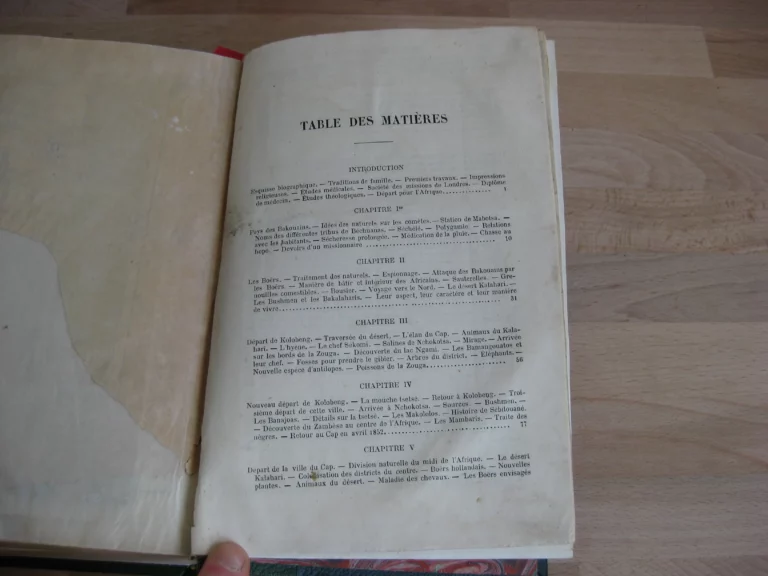 TABLE DES MATIÈRES
INTRODUCTION
Esquisse biographique. — Traditions de famille. — Premiers travaux. — Impressions
religieuses. — Études médicales. — Société des missions de Londres. — Diplôme
de médecin. — Études théologiques. — Départ pour l'Afrique
CHAPITRE Ier
Pays des Bakouains. — Idées des naturels sur les comètes. — Station de Mabotsa. —
Noms des différentes tribus de Béchuanas. — Séchélé. — Polygamie. — Relations
avec les habitants. — Sécheresse prolongée. — Médication de la pluie. — Chasse au
hopo. — Devoirs d'un missionnaire 10
CHAPITRE II
Les Boërs. — Traitement des naturels. — Espionnage. — Attaque des Bakouains par
les Boërs. — Manière de bâtir et intérieur des Africains. — Sauterelles. — Gre-
nouilles comestibles. — Bousier. — Voyage vers le Nord. — Le désert Kalahari. —
Les Bushmen et les Bakalaharis. — Leur aspect, leur caractère et leur manière
de vivre 31
CHAPITRE III
Départ de Kolobeng. — Traversée du désert. — L'élan du Cap. — Animaux du Kala-
hari. — L'hyène. — Le chef Sekomi. — Salines de Nchokotsa. — Mirage. — Arrivée
sur les bords de la Zouga. — Découverte du lac Ngami. — Les Bamangouatos et
leur chef. — Fosses pour prendre le gibier. — Arbres du district. — Éléphants. —
Nouvelle espèce d'antilopes. — Poissons de la Zouga
CHAPITRE IV
Nouveau départ de Kolobeng. — La mouche tsetsé. — Retour à Kolobeng. — Troi-
sième départ de cette ville. — Arrivée à Nchokotsa. — Sources. — Bushmen. —
Les Banajoas. — Détails sur la tsetsé. — Les Makololos. — Histoire de Sébitouané.
— Découverte du Zambèse au centre de l'Afrique. — Les Mambaris. — Traite des
nègres. — Retour au Cap en avril 1852 77
CHAPITRE V
Départ de la ville du Cap. — Division naturelle du midi de l'Afrique. — Le désert
Kalahari. — Colonisation des districts du centre. — Boërs hollandais. — Nouvelles
plantes. — Animaux du désert. — Maladie des chevaux. — Les Boërs envisagés